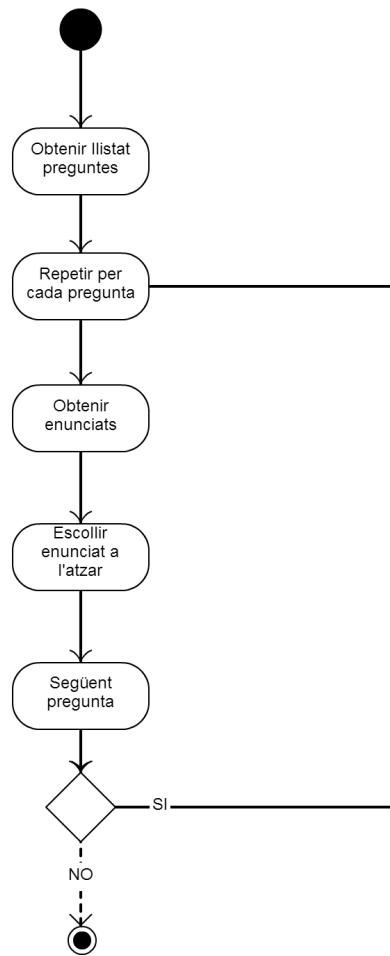 Obtenir llistat
preguntes
Repetir per
cada pregunta
Obtenir
enunciats
Escollir
enunciat a
l'atzar
Següent
pregunta
SI
NO